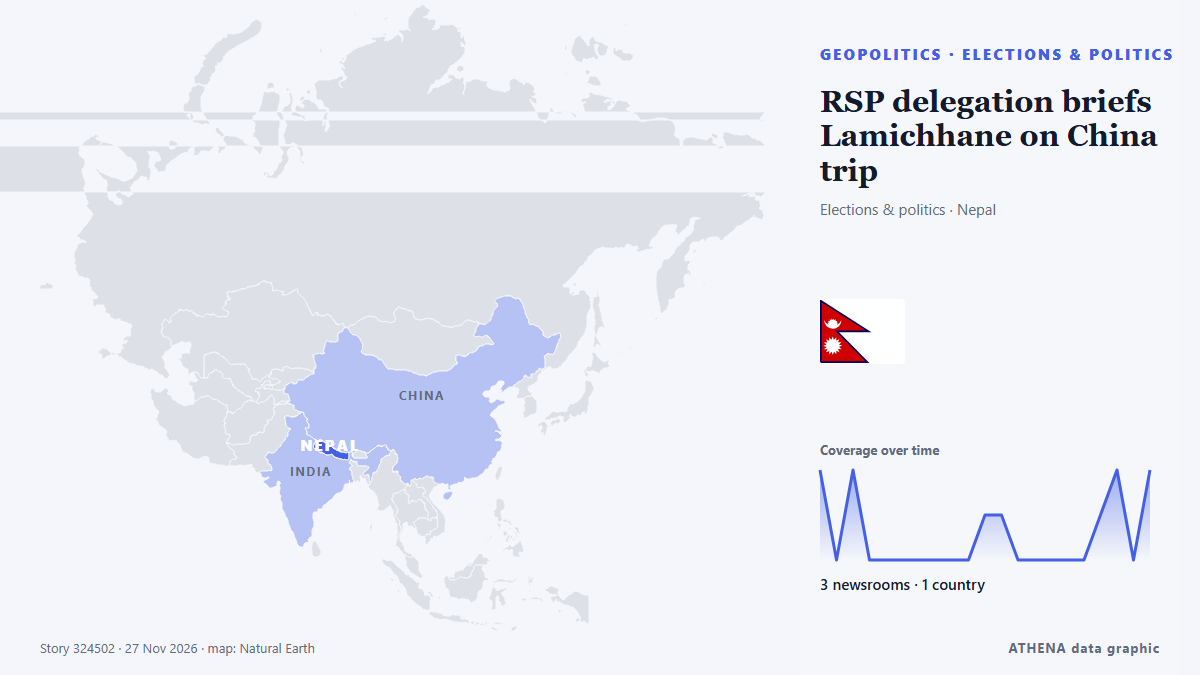 GEOPOLITICS · ELECTIONS & POLITICS
RSP delegation briefs
Lamichhane on China
trip
Elections & politics · Nepal
CHINA
NEPAL
INDIA
Coverage over time
3 newsrooms · 1 country
Story 324502 · 27 Nov 2026 · map: Natural Earth
ATHENA data graphic